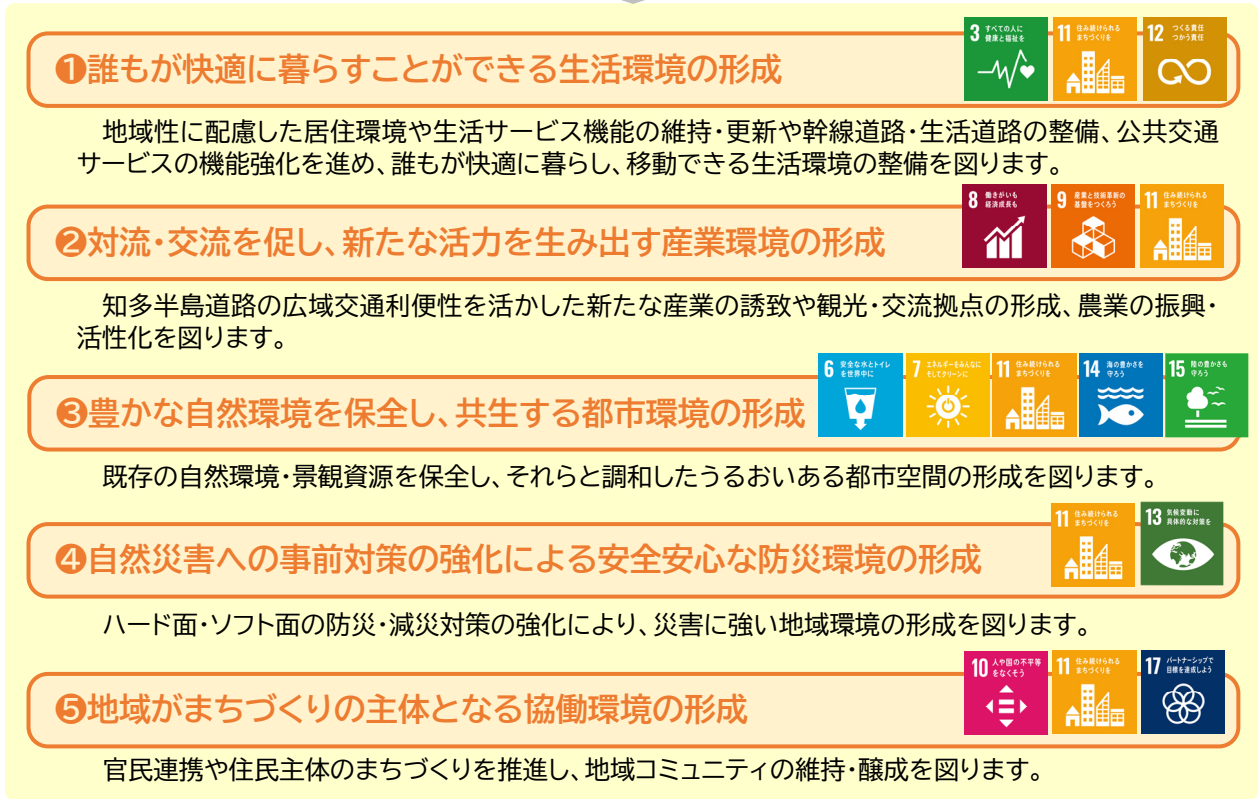 3 すべての人に
健康と福祉を
11 住み続けられる
まちづくりを
12 つくる責任
つかう責任
❶誰もが快適に暮らすことができる生活環境の形成
地域性に配慮した居住環境や生活サービス機能の維持・更新や幹線道路・生活道路の整備、公共交通
サービスの機能強化を進め、誰もが快適に暮らし、移動できる生活環境の整備を図ります。
8 働きがいも
経済成長も
9 産業と技術革新の
基盤をつくろう
11 住み続けられる
まちづくりを
❷対流・交流を促し、新たな活力を生み出す産業環境の形成
知多半島道路の広域交通利便性を活かした新たな産業の誘致や観光・交流拠点の形成、農業の振興・
活性化を図ります。
6 安全な水とトイレ
を世界中に
7 エネルギーをみんなに
そしてクリーンに
11 住み続けられる
まちづくりを
14 海の豊かさを
守ろう
15 陸の豊かさも
守ろう
❸豊かな自然環境を保全し、共生する都市環境の形成
既存の自然環境・景観資源を保全し、それらと調和したうるおいある都市空間の形成を図ります。
11 住み続けられる
まちづくりを
13 気候変動に
具体的な対策を
❹自然災害への事前対策の強化による安全安心な防災環境の形成
ハード面・ソフト面の防災・減災対策の強化により、災害に強い地域環境の形成を図ります。
10 人や国の不平等
をなくそう
11 住み続けられる
まちづくりを
17 パートナーシップで
目標を達成しよう
❺地域がまちづくりの主体となる協働環境の形成
官民連携や住民主体のまちづくりを推進し、地域コミュニティの維持・醸成を図ります。